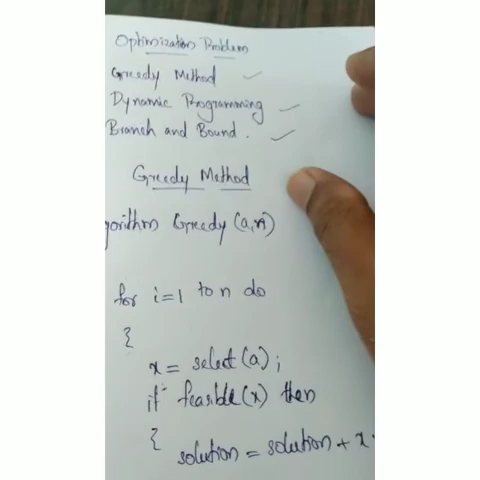 Optimization Problem
Greedy Method
Dynamic Programming
Branch and Bound.
Greedy Method
gorithm Greedy (a,n)
for i=1 to n do
{
x = select(a);
if feasible(x) then
{
solution = solution + x.